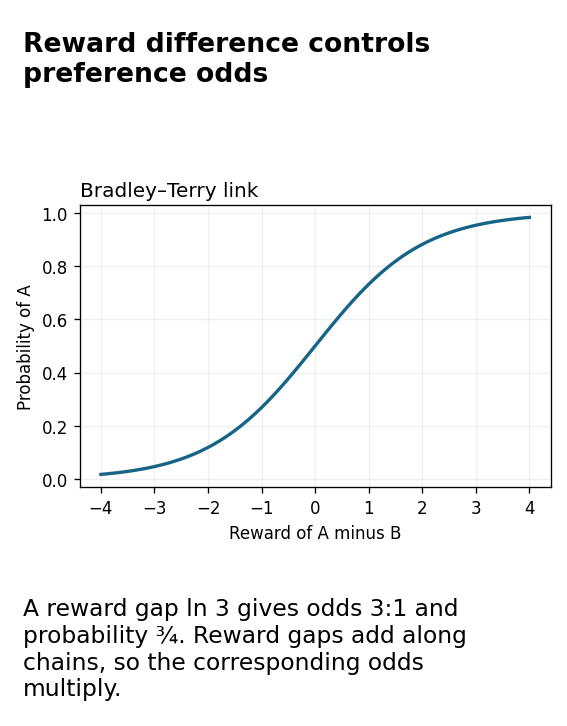 Reward difference controls
preference odds
Bradley–Terry link
1.0
0.8
0.6
0.4
0.2
0.0
Probability of A
−4 −3 −2 −1 0 1 2 3 4
Reward of A minus B
A reward gap ln 3 gives odds 3:1 and
probability ¾. Reward gaps add along
chains, so the corresponding odds
multiply.